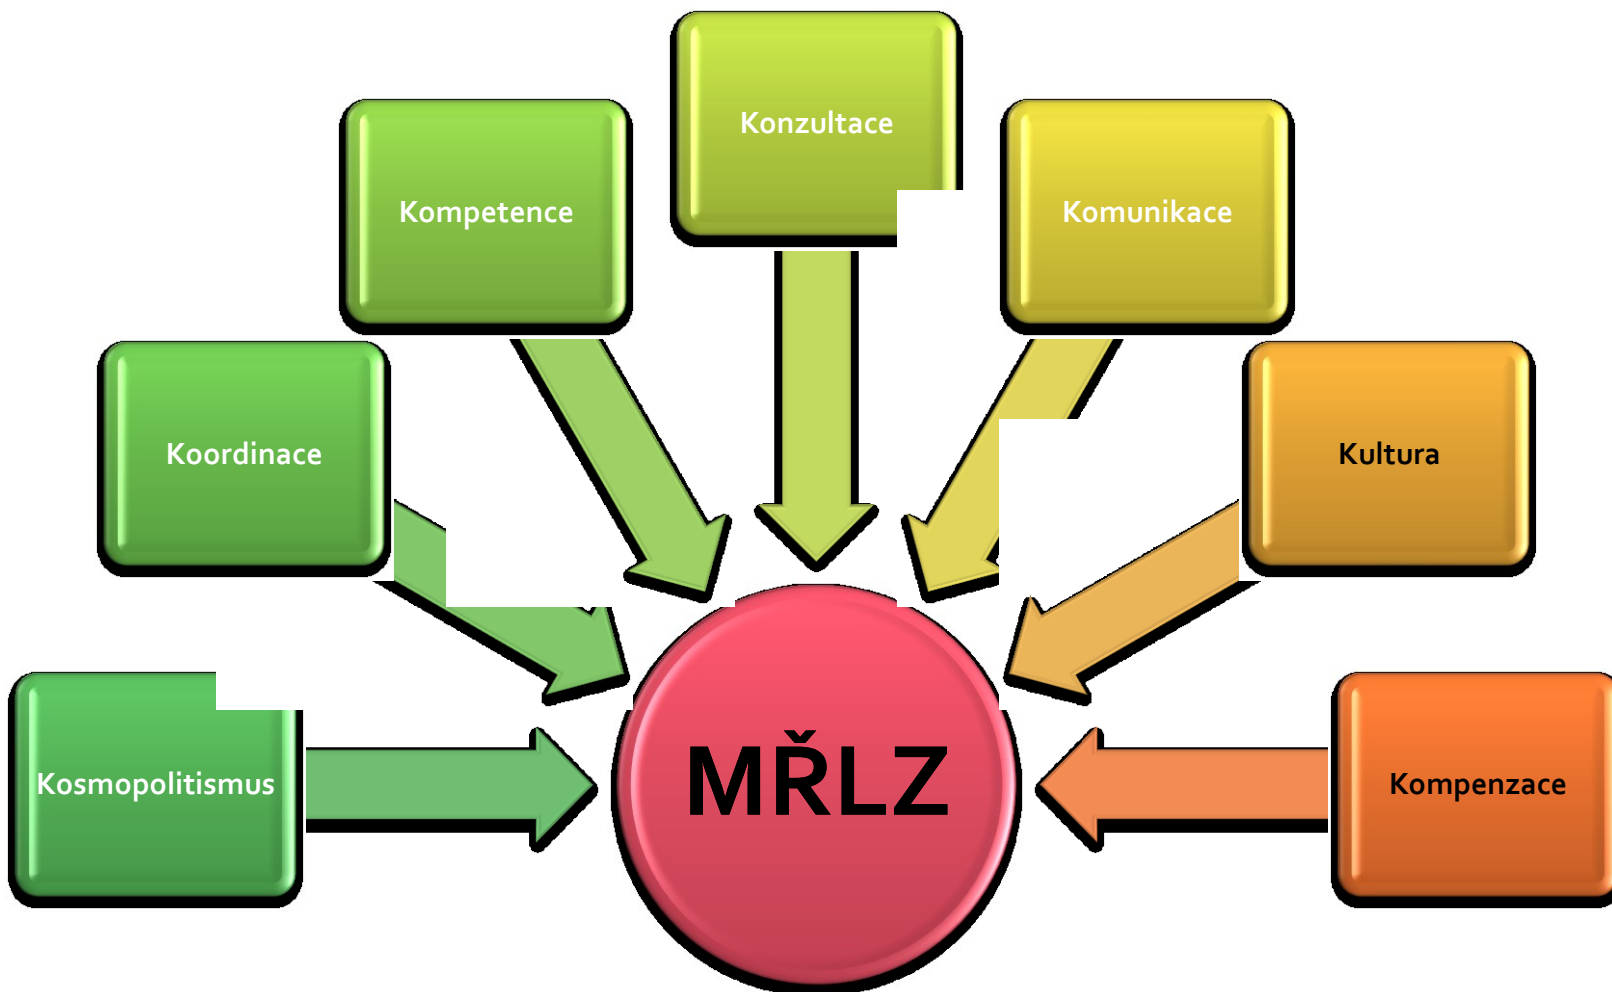 Konzultace
Kompetence
Komunikace
Koordinace
Kultura
Kosmopolitismus
MŘLZ
Kompenzace